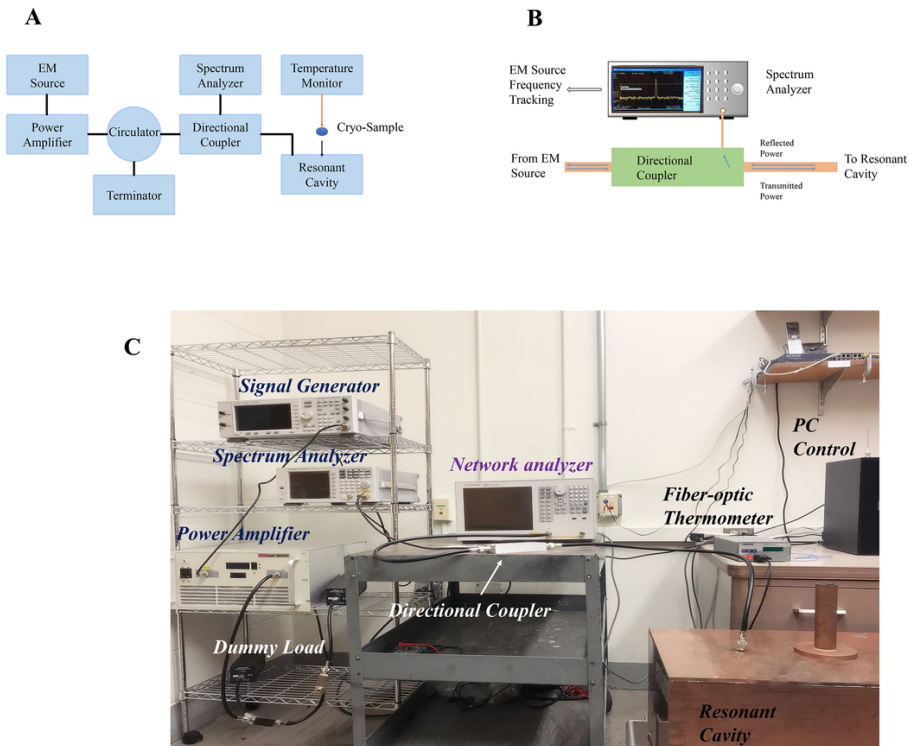 A
B
EM
Source
Spectrum
Analyzer
Temperature
Monitor
Power
Amplifier
Circulator
Directional
Coupler
Cryo-Sample
Resonant
Cavity
Terminator
EM Source
Frequency
Tracking
Spectrum
Analyzer
From EM
Source
Directional
Coupler
Reflected
Power
Transmitted
Power
To Resonant
Cavity
C
Signal Generator
Spectrum Analyzer
Network analyzer
PC
Control
Fiber-optic
Thermometer
Power Amplifier
Directional Coupler
Dummy Load
Resonant
Cavity